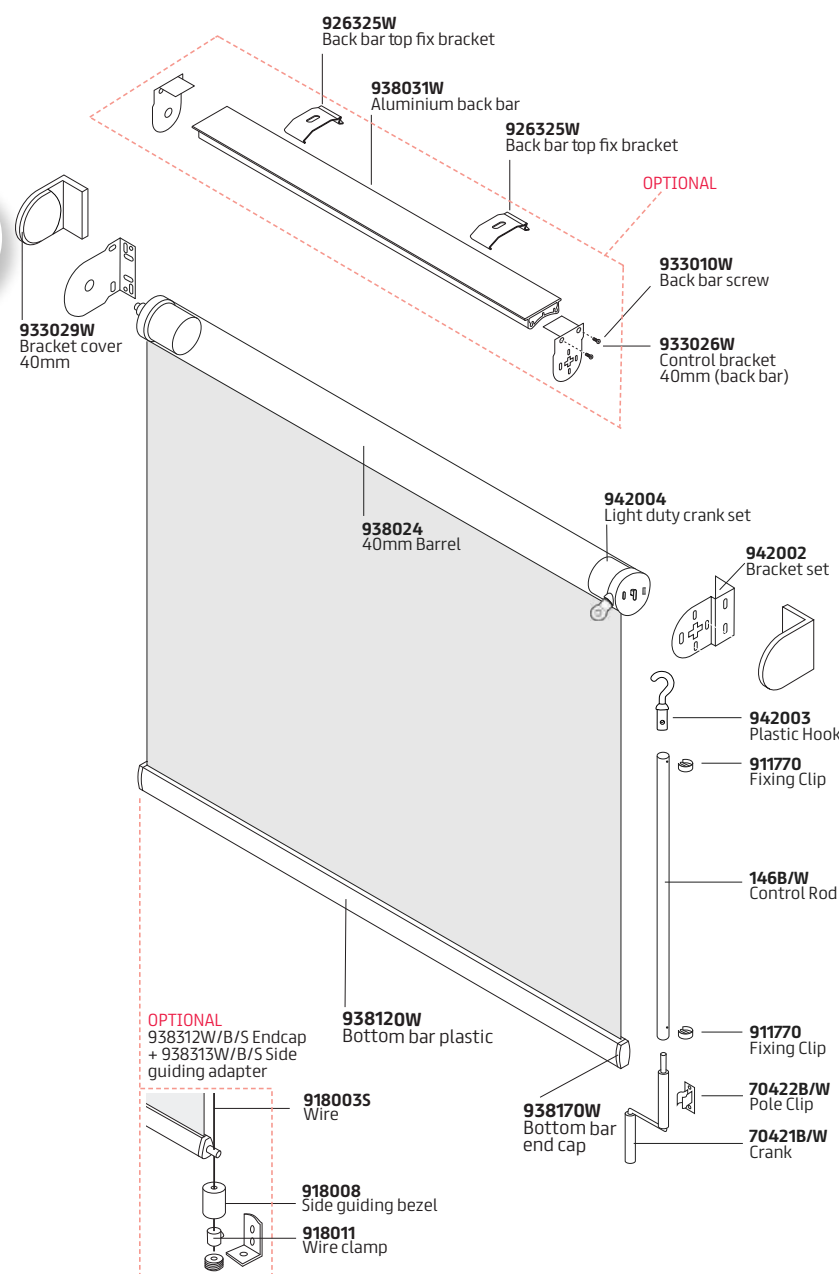 926325W
Back bar top fix bracket
938031W
Aluminium back bar
926325W
Back bar top fix bracket
OPTIONAL
933010W
Back bar screw
933029W
Bracket cover
40mm
933026W
Control bracket
40mm (back bar)
942004
Light duty crank set
938024
40mm Barrel
942002
Bracket set
942003
Plastic Hook
911770
Fixing Clip
146B/W
Control Rod
OPTIONAL
938312W/B/S Endcap
+ 938313W/B/S Side
guiding adapter
938120W
Bottom bar plastic
911770
Fixing Clip
918003S
Wire
938170W
Bottom bar
end cap
70422B/W
Pole Clip
70421B/W
Crank
918008
Side guiding bezel
918011
Wire clamp